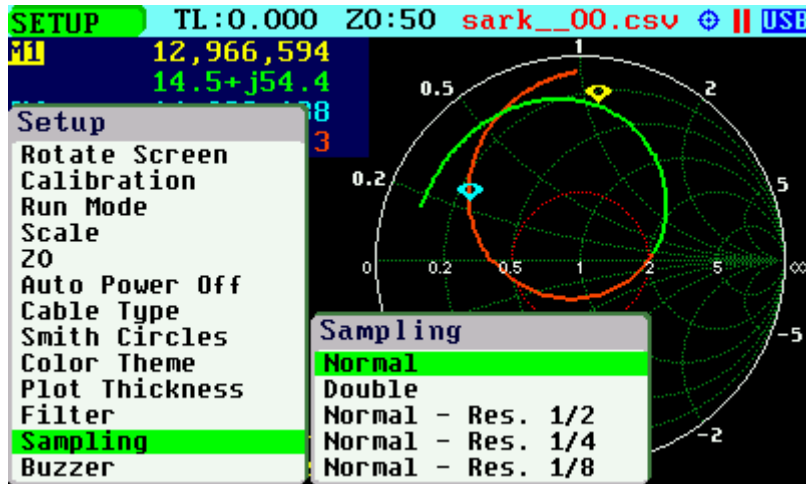 SETUP TL:0.000 Z0:50 sark__00.csv USB
M1 12,966,594
14.5+j54.4
8
3
Setup
Rotate Screen
Calibration
Run Mode
Scale
Z0
Auto Power Off
Cable Type
Smith Circles
Color Theme
Plot Thickness
Filter
Sampling
Buzzer
Sampling
Normal
Double
Normal - Res. 1/2
Normal - Res. 1/4
Normal - Res. 1/8
1
0.5
2
0.2
5
0 0.2 0.5 1 2 5 ∞
-5
-2